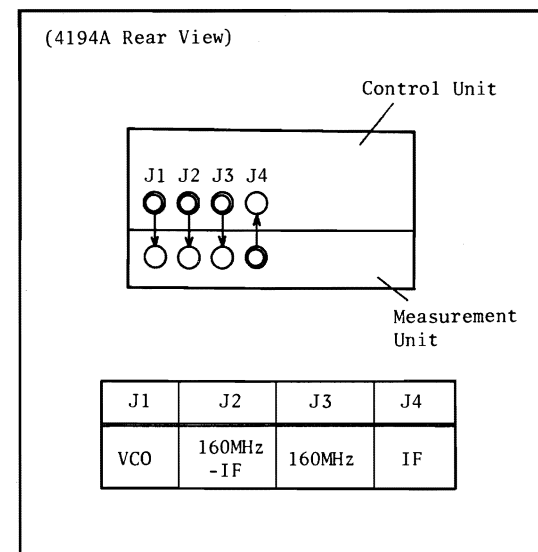 (4194A Rear View)
Control Unit
J1 J2 J3 J4
Measurement
Unit
J1 J2 J3 J4
VCO 160MHz -IF 160MHz IF